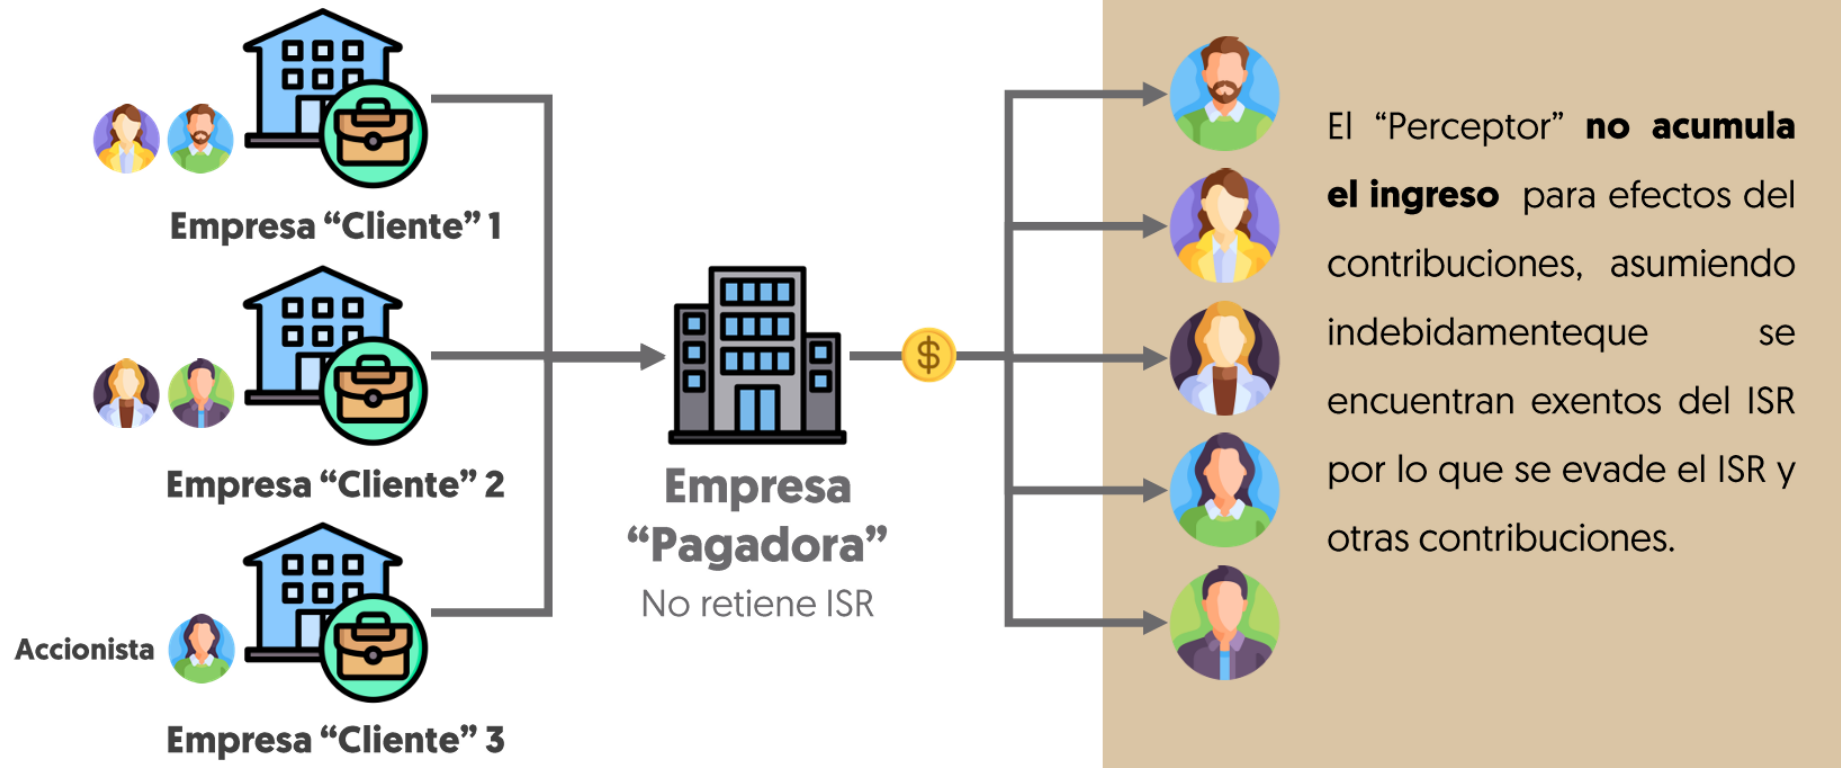 Empresa “Cliente” 1
Empresa “Cliente” 2
Accionista
Empresa “Cliente” 3
Empresa
“Pagadora”
No retiene ISR
$
El “Perceptor” no acumula
el ingreso para efectos del
contribuciones, asumiendo
indebidamenteque se
encuentran exentos del ISR
por lo que se evade el ISR y
otras contribuciones.